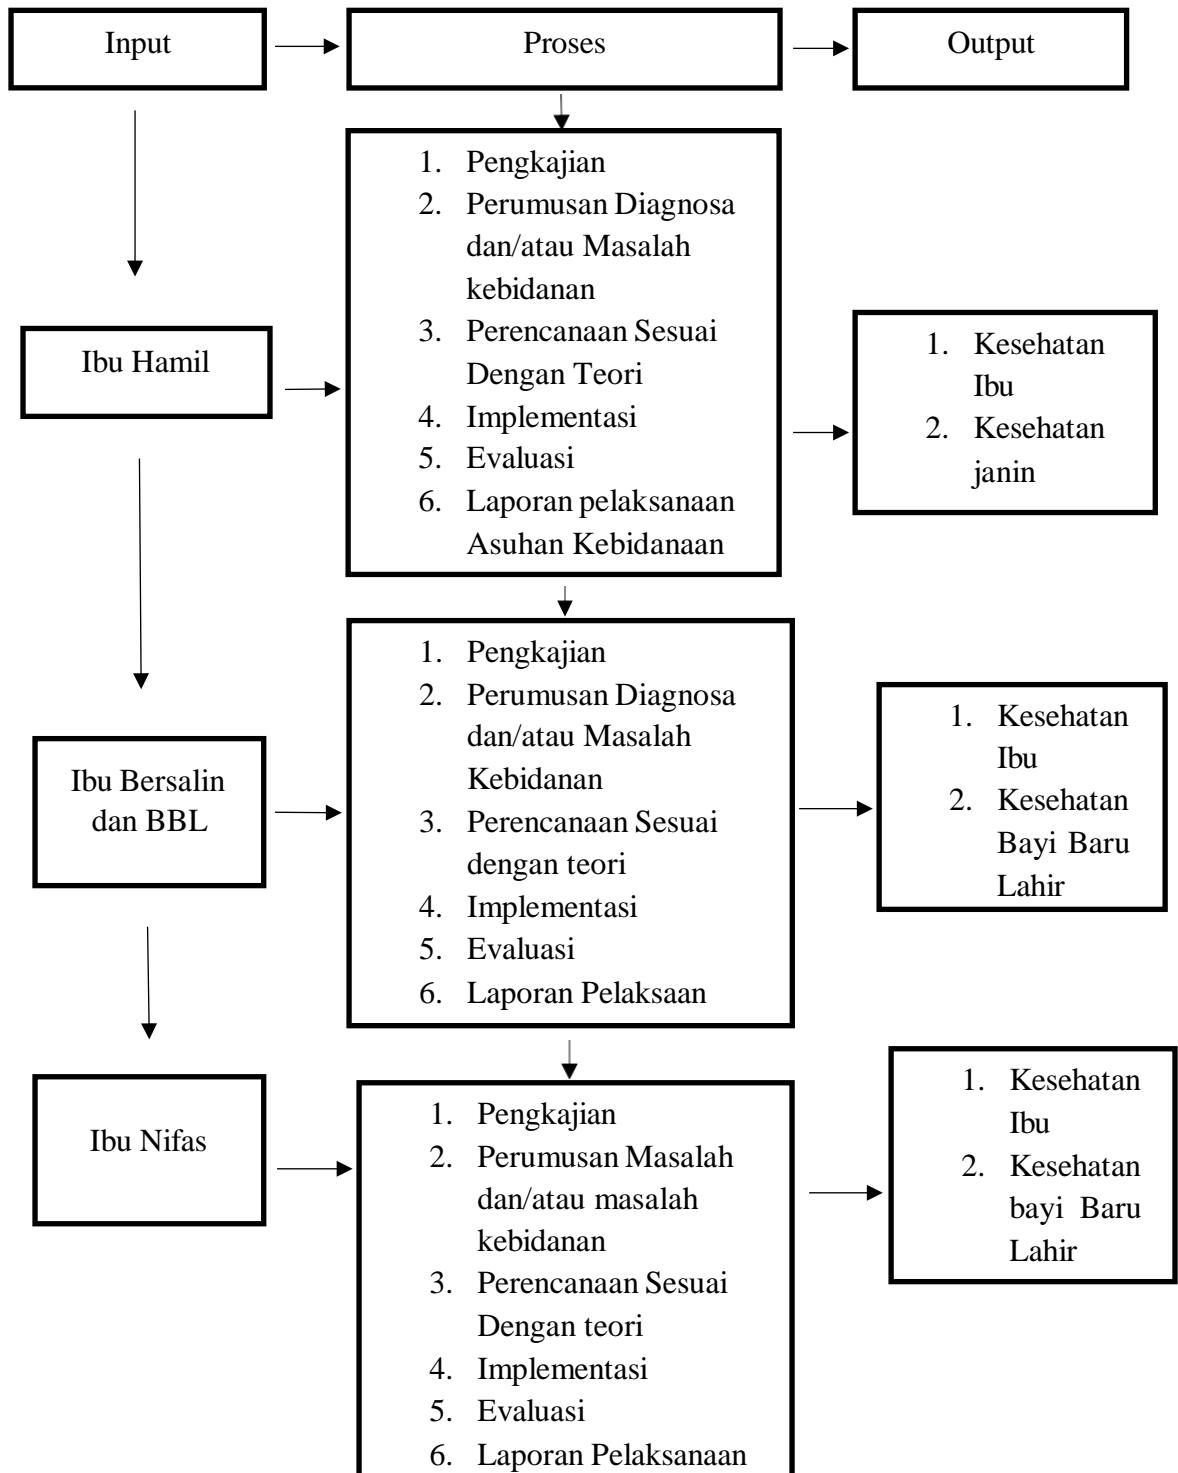 Input
Proses
Output
1. Pengkajian
2. Perumusan Diagnosa
dan/atau Masalah
kebidanan
3. Perencanaan Sesuai
Dengan Teori
4. Implementasi
5. Evaluasi
6. Laporan pelaksanaan
Asuhan Kebidanaan
Ibu Hamil
1. Kesehatan
Ibu
2. Kesehatan
janin
1. Pengkajian
2. Perumusan Diagnosa
dan/atau Masalah
Kebidanan
3. Perencanaan Sesuai
dengan teori
4. Implementasi
5. Evaluasi
6. Laporan Pelaksaan
Ibu Bersalin
dan BBL
1. Kesehatan
Ibu
2. Kesehatan
Bayi Baru
Lahir
Ibu Nifas
1. Pengkajian
2. Perumusan Masalah
dan/atau masalah
kebidanan
3. Perencanaan Sesuai
Dengan teori
4. Implementasi
5. Evaluasi
6. Laporan Pelaksanaan
1. Kesehatan
Ibu
2. Kesehatan
bayi Baru
Lahir